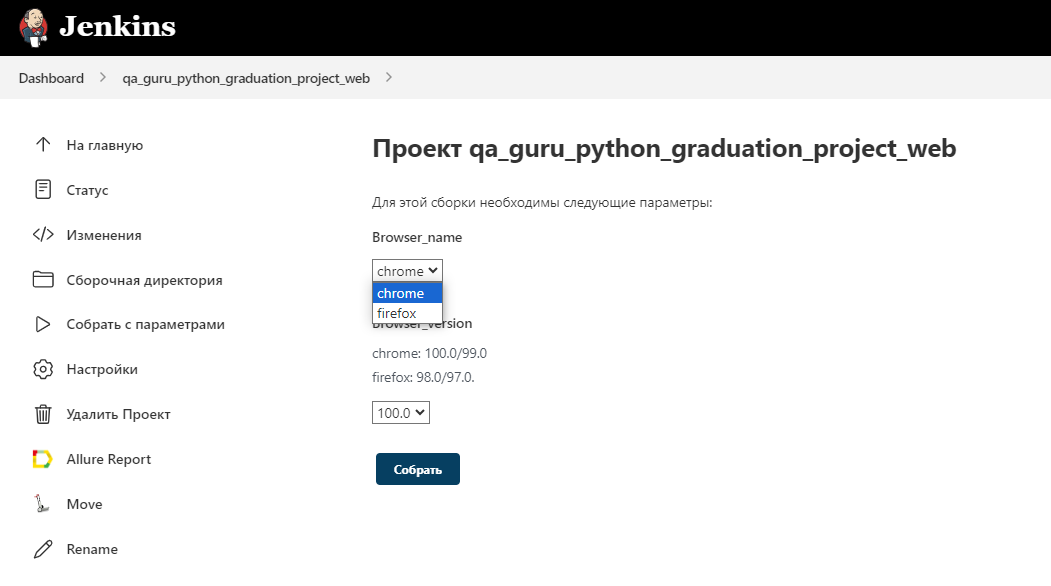 Jenkins
Dashboard
qa_guru_python_graduation_project_web
На главную
Статус
Изменения
Сборочная директория
Собрать с параметрами
Настройки
Удалить Проект
Allure Report
Move
Rename
Проект qa_guru_python_graduation_project_web
Для этой сборки необходимы следующие параметры:
Browser_name
chrome
chrome
firefox
Browser_version
chrome: 100.0/99.0
firefox: 98.0/97.0.
100.0
Собрать